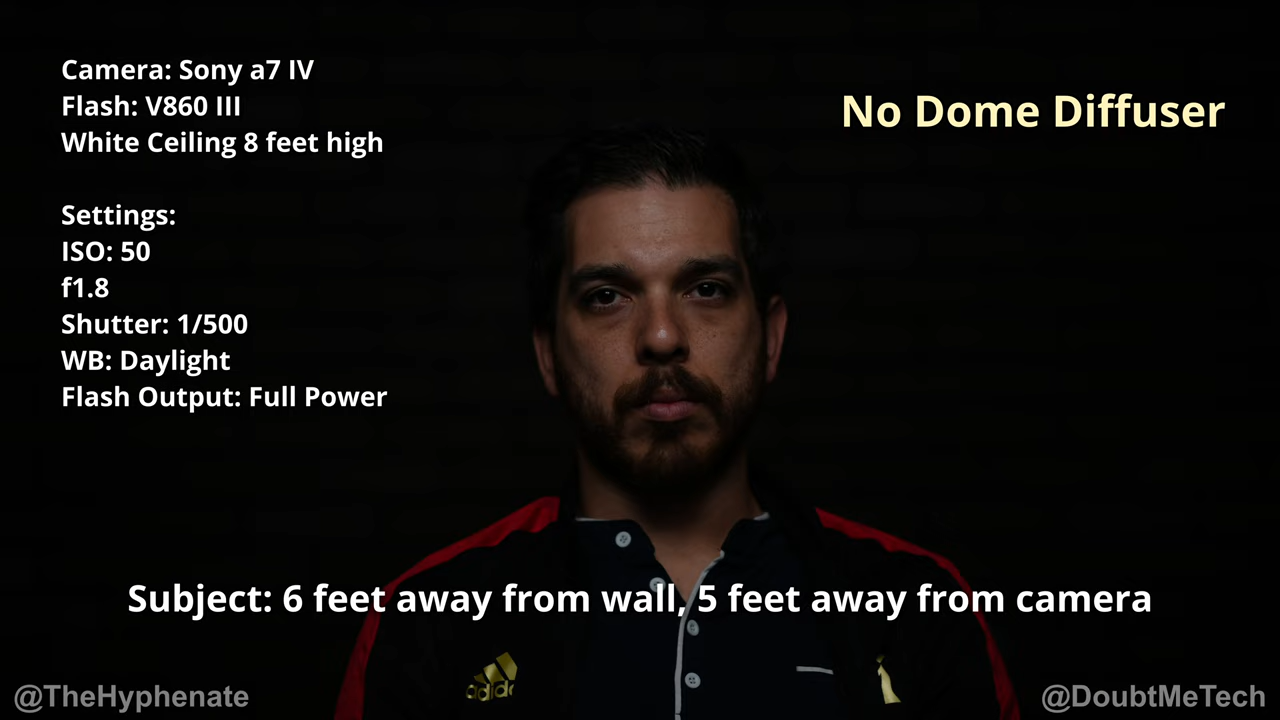 Camera: Sony a7 IV
Flash: V860 III
White Ceiling 8 feet high
No Dome Diffuser
Settings:
ISO: 50
f1.8
Shutter: 1/500
WB: Daylight
Flash Output: Full Power
Subject: 6 feet away from wall, 5 feet away from camera
adidas
@TheHyphenate
@DoubtMeTech